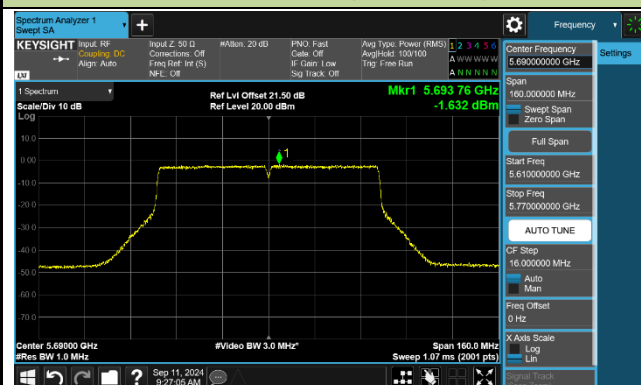 Spectrum Analyzer 1
Swept SA
+
Frequency
KEYSIGHT
Input: RF
Coupling: DC
Align: Auto
Input Z: 50 Ω
Corrections: Off
Freq Ref: Int (S)
NFE: Off
#Atten: 20 dB
PNO: Fast
Gate: Off
IF Gain: Low
Sig Track: Off
Avg Type: Power (RMS)
Avg|Hold: 100/100
Trig: Free Run
1 2 3 4 5 6
A W W W W W
A N N N N N
LXI
Center Frequency
5.690000000 GHz
Settings
Span
160.000000 MHz
Swept Span
Zero Span
Full Span
Start Freq
5.610000000 GHz
Stop Freq
5.770000000 GHz
AUTO TUNE
CF Step
16.000000 MHz
Auto
Man
Freq Offset
0 Hz
X Axis Scale
Log
Lin
Signal Track
1 Spectrum
Scale/Div 10 dB
Log
Ref Lvl Offset 21.50 dB
Ref Level 20.00 dBm
Mkr1 5.693 76 GHz
-1.632 dBm
10.0
0.00
-10.0
-20.0
-30.0
-40.0
-50.0
-60.0
-70.0
1
Center 5.69000 GHz
#Res BW 1.0 MHz
#Video BW 3.0 MHz*
Span 160.0 MHz
Sweep 1.07 ms (2001 pts)
?
Sep 11, 2024
9:27:05 AM